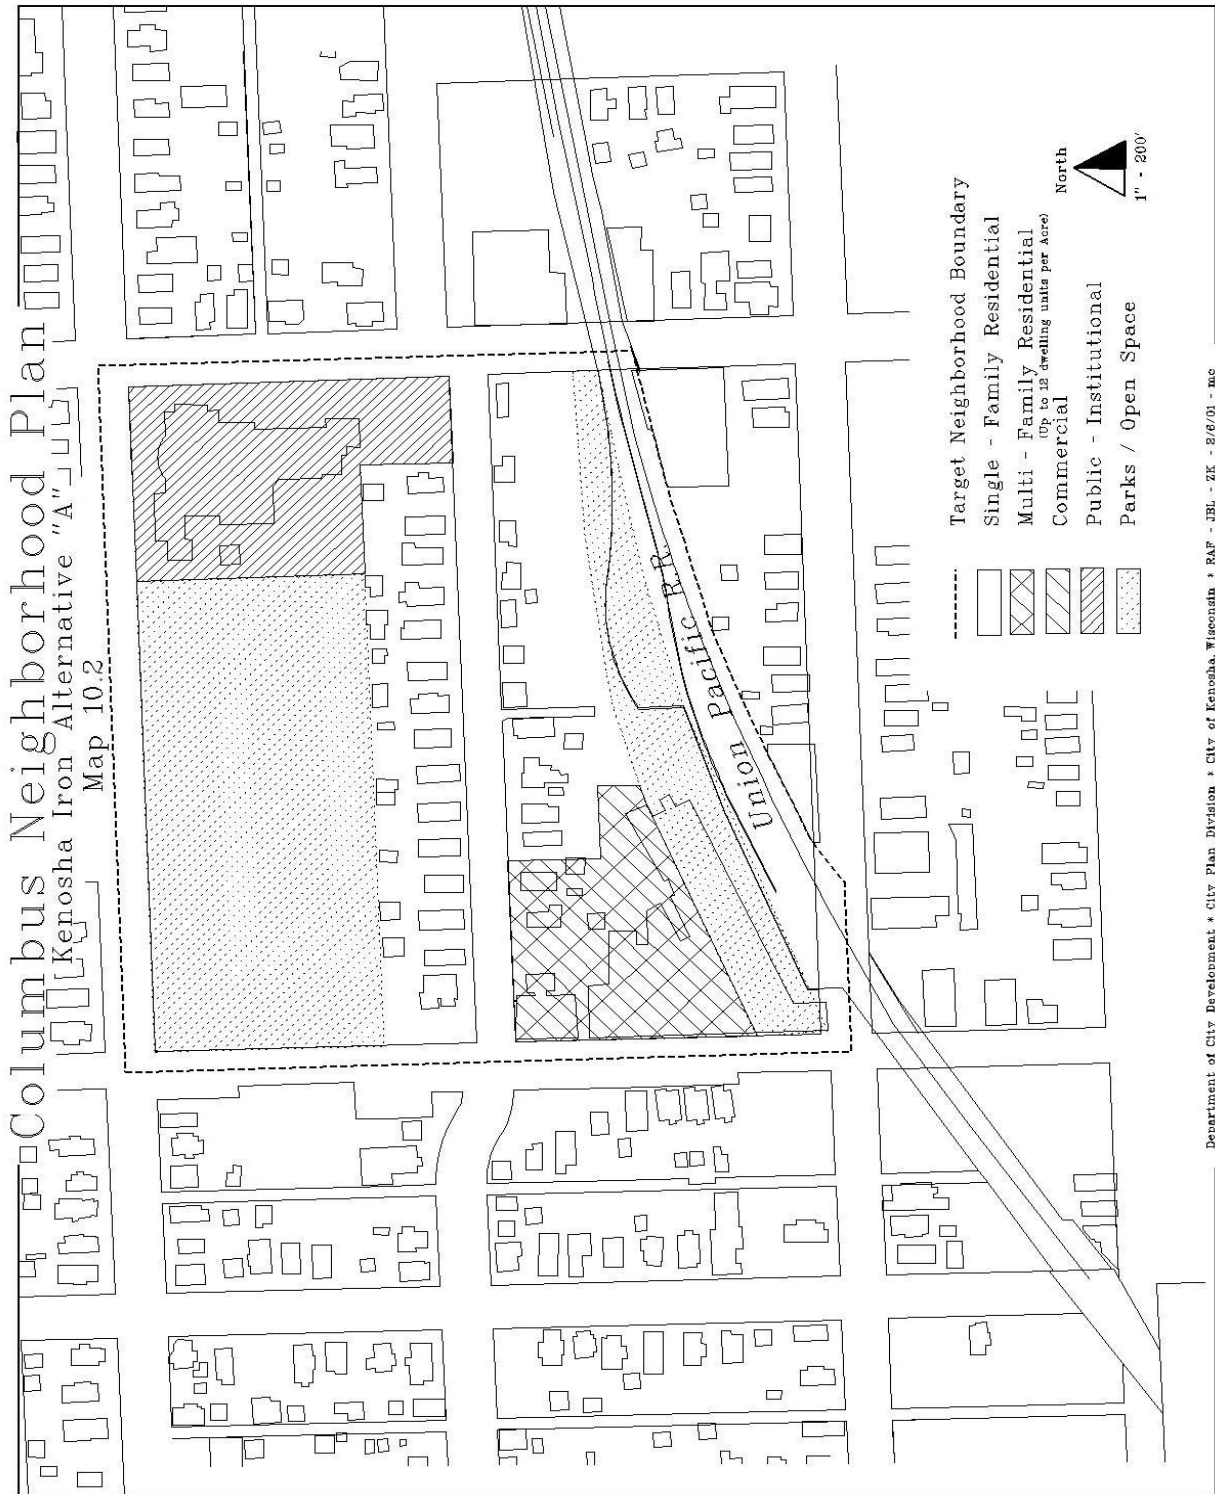 Columbus Neighborhood Plan
Kenosha Iron Alternative "A"
Map 10.2
Union Pacific R.R.
Target Neighborhood Boundary
Single - Family Residential
Multi - Family Residential
(Up to 12 dwelling units per Acre)
Commercial
Public - Institutional
Parks / Open Space
North
1" - 200'
Department of City Development * City Plan Division * City of Kenosha, Wisconsin * RAF - JBL - ZK - 2/6/01 - mc